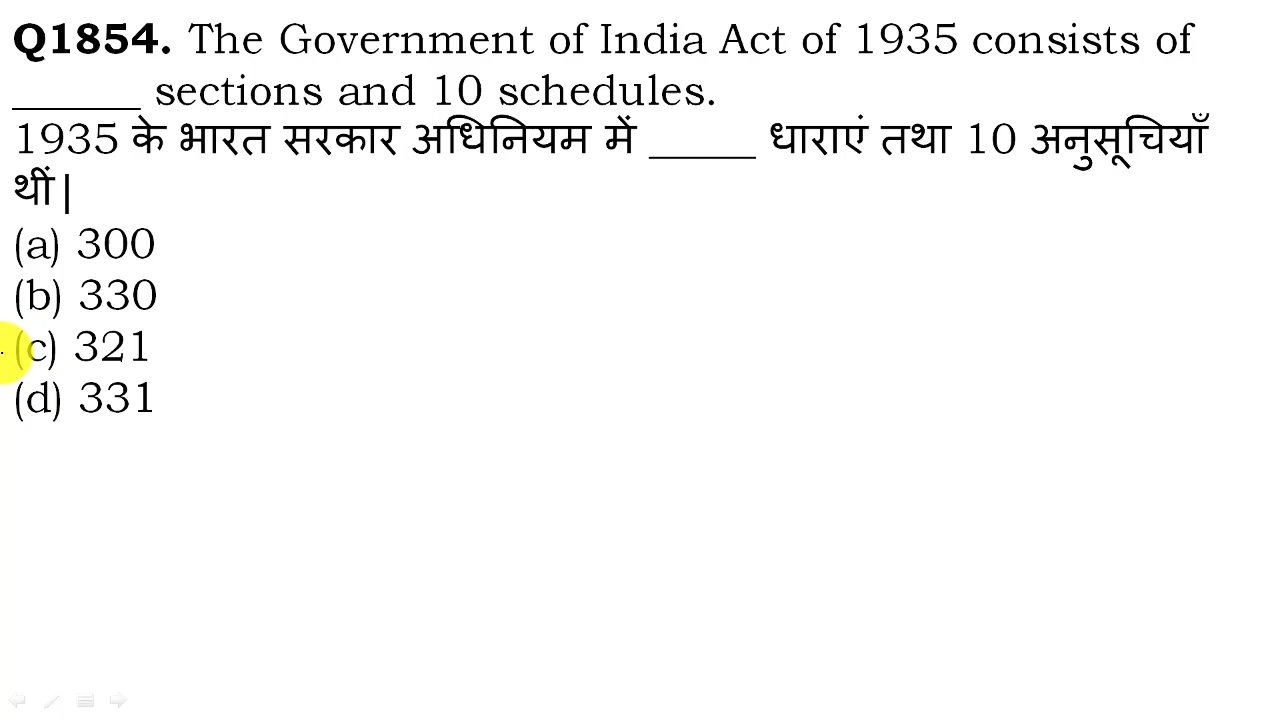 Q1854. The Government of India Act of 1935 consists of
______ sections and 10 schedules.
1935 के भारत सरकार अधिनियम में _____ धाराएं तथा 10 अनुसूचियाँ
थीं|
(a) 300
(b) 330
(c) 321
(d) 331